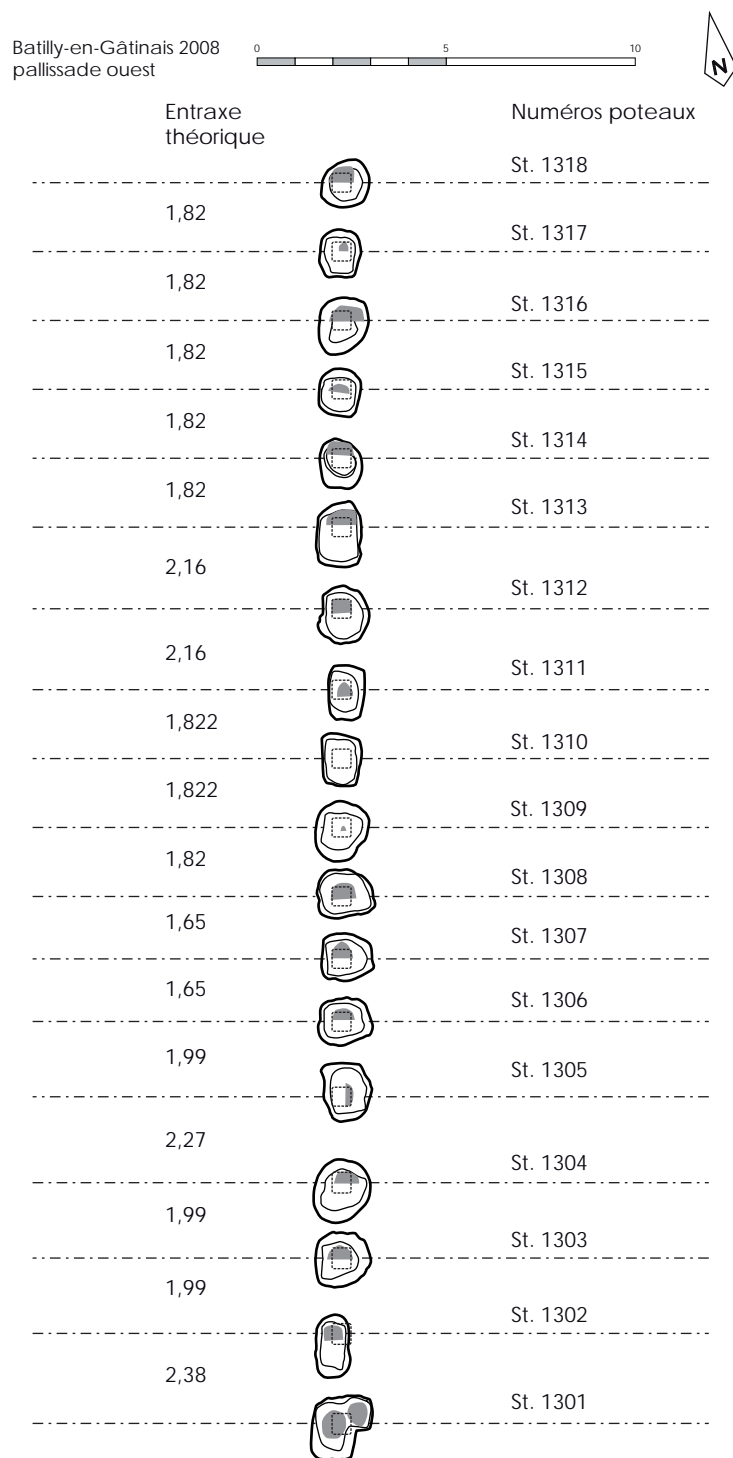 Batilly-en-Gâtinais 2008
pallissade ouest
0 5 10
N
Entraxe
théorique
Numéros poteaux
St. 1318
1,82
St. 1317
1,82
St. 1316
1,82
St. 1315
1,82
St. 1314
1,82
St. 1313
2,16
St. 1312
2,16
St. 1311
1,822
St. 1310
1,822
St. 1309
1,82
St. 1308
1,65
St. 1307
1,65
St. 1306
1,99
St. 1305
2,27
St. 1304
1,99
St. 1303
1,99
St. 1302
2,38
St. 1301